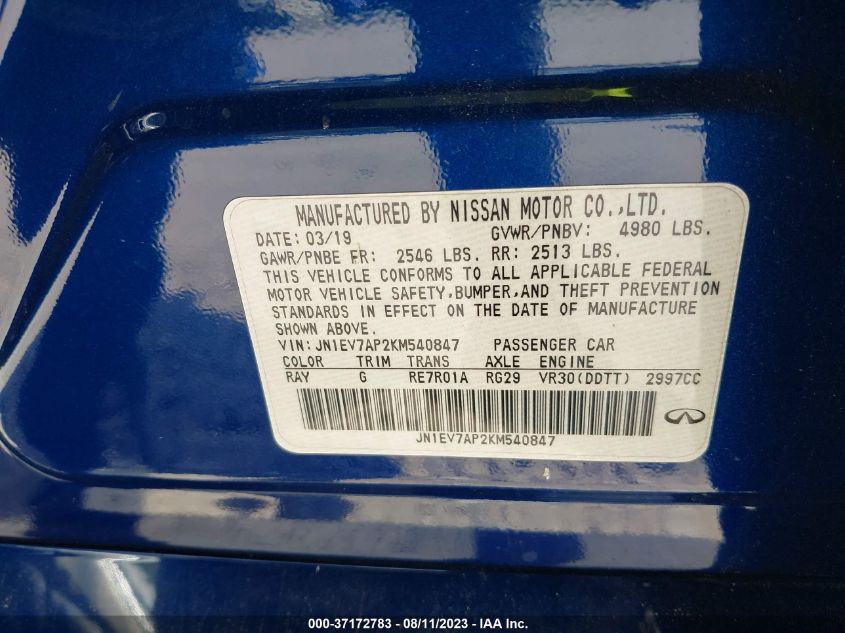 MANUFACTURED BY NISSAN MOTOR CO.,LTD.
DATE: 03/19 GVWR/PNBV: 4980 LBS.
GAWR/PNBE FR: 2546 LBS. RR: 2513 LBS.
THIS VEHICLE CONFORMS TO ALL APPLICABLE FEDERAL
MOTOR VEHICLE SAFETY,BUMPER,AND THEFT PREVENTION
STANDARDS IN EFFECT ON THE DATE OF MANUFACTURE
SHOWN ABOVE.
VIN:JN1EV7AP2KM540847 PASSENGER CAR
COLOR TRIM TRANS AXLE ENGINE
RAY G RE7R01A RG29 VR30(DDTT) 2997CC
JN1EV7AP2KM540847
000-37172783 - 08/11/2023 - IAA Inc.